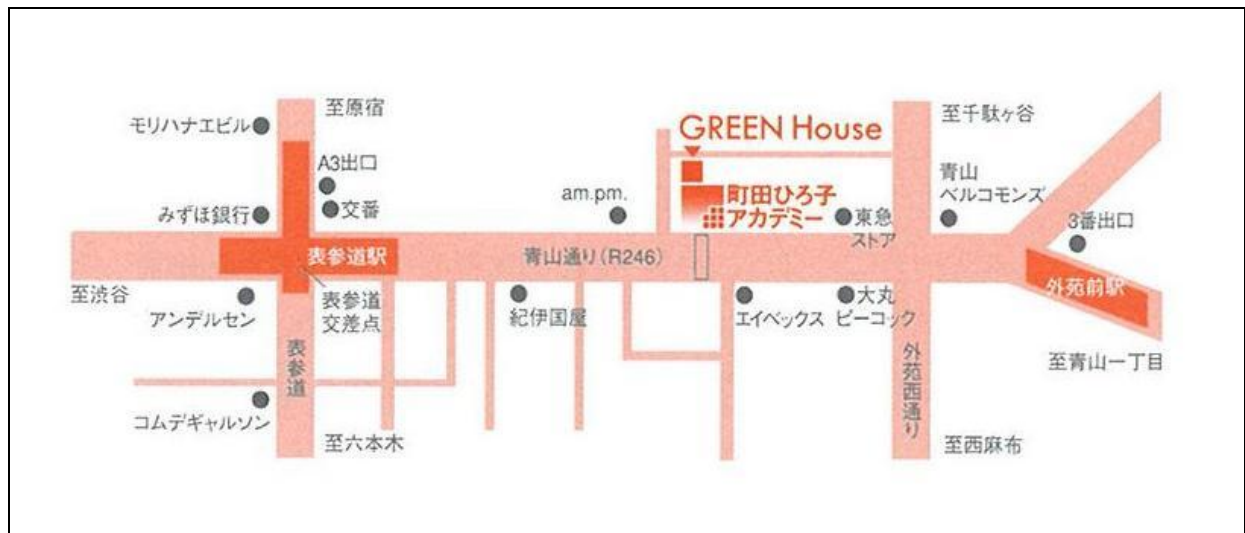 至原宿
モリハナエビル
A3出口
みずほ銀行
交番
am.pm.
GREEN House
町田ひろ子
アカデミー
東急
ストア
至千駄ヶ谷
青山
ベルコモンズ
3番出口
表参道駅
青山通り(R246)
外苑前駅
至渋谷
アンデルセン
表参道
交差点
紀伊国屋
エイベックス
大丸
ピーコック
至青山一丁目
表参道
外苑西通り
コムデギャルソン
至六本木
至西麻布